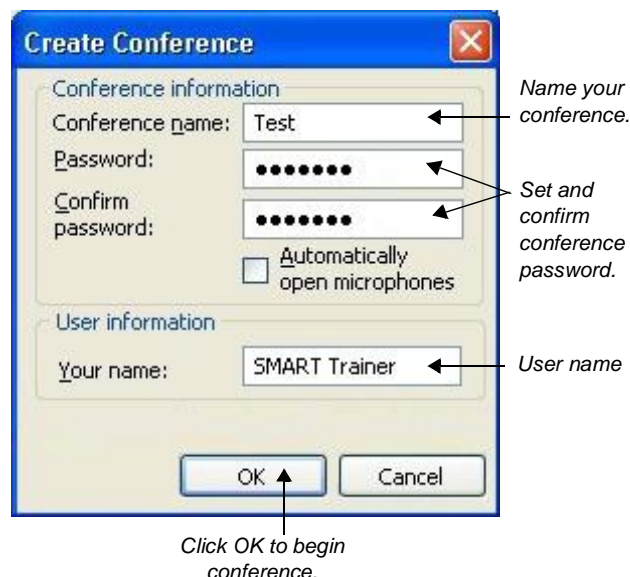 Create Conference
Conference information
Conference name: Test
Name your
conference.
Password: ●●●●●●●
Confirm
password: ●●●●●●●
Set and
confirm
conference
password.
Automatically
open microphones
User information
Your name: SMART Trainer
User name
OK Cancel
Click OK to begin
conference.